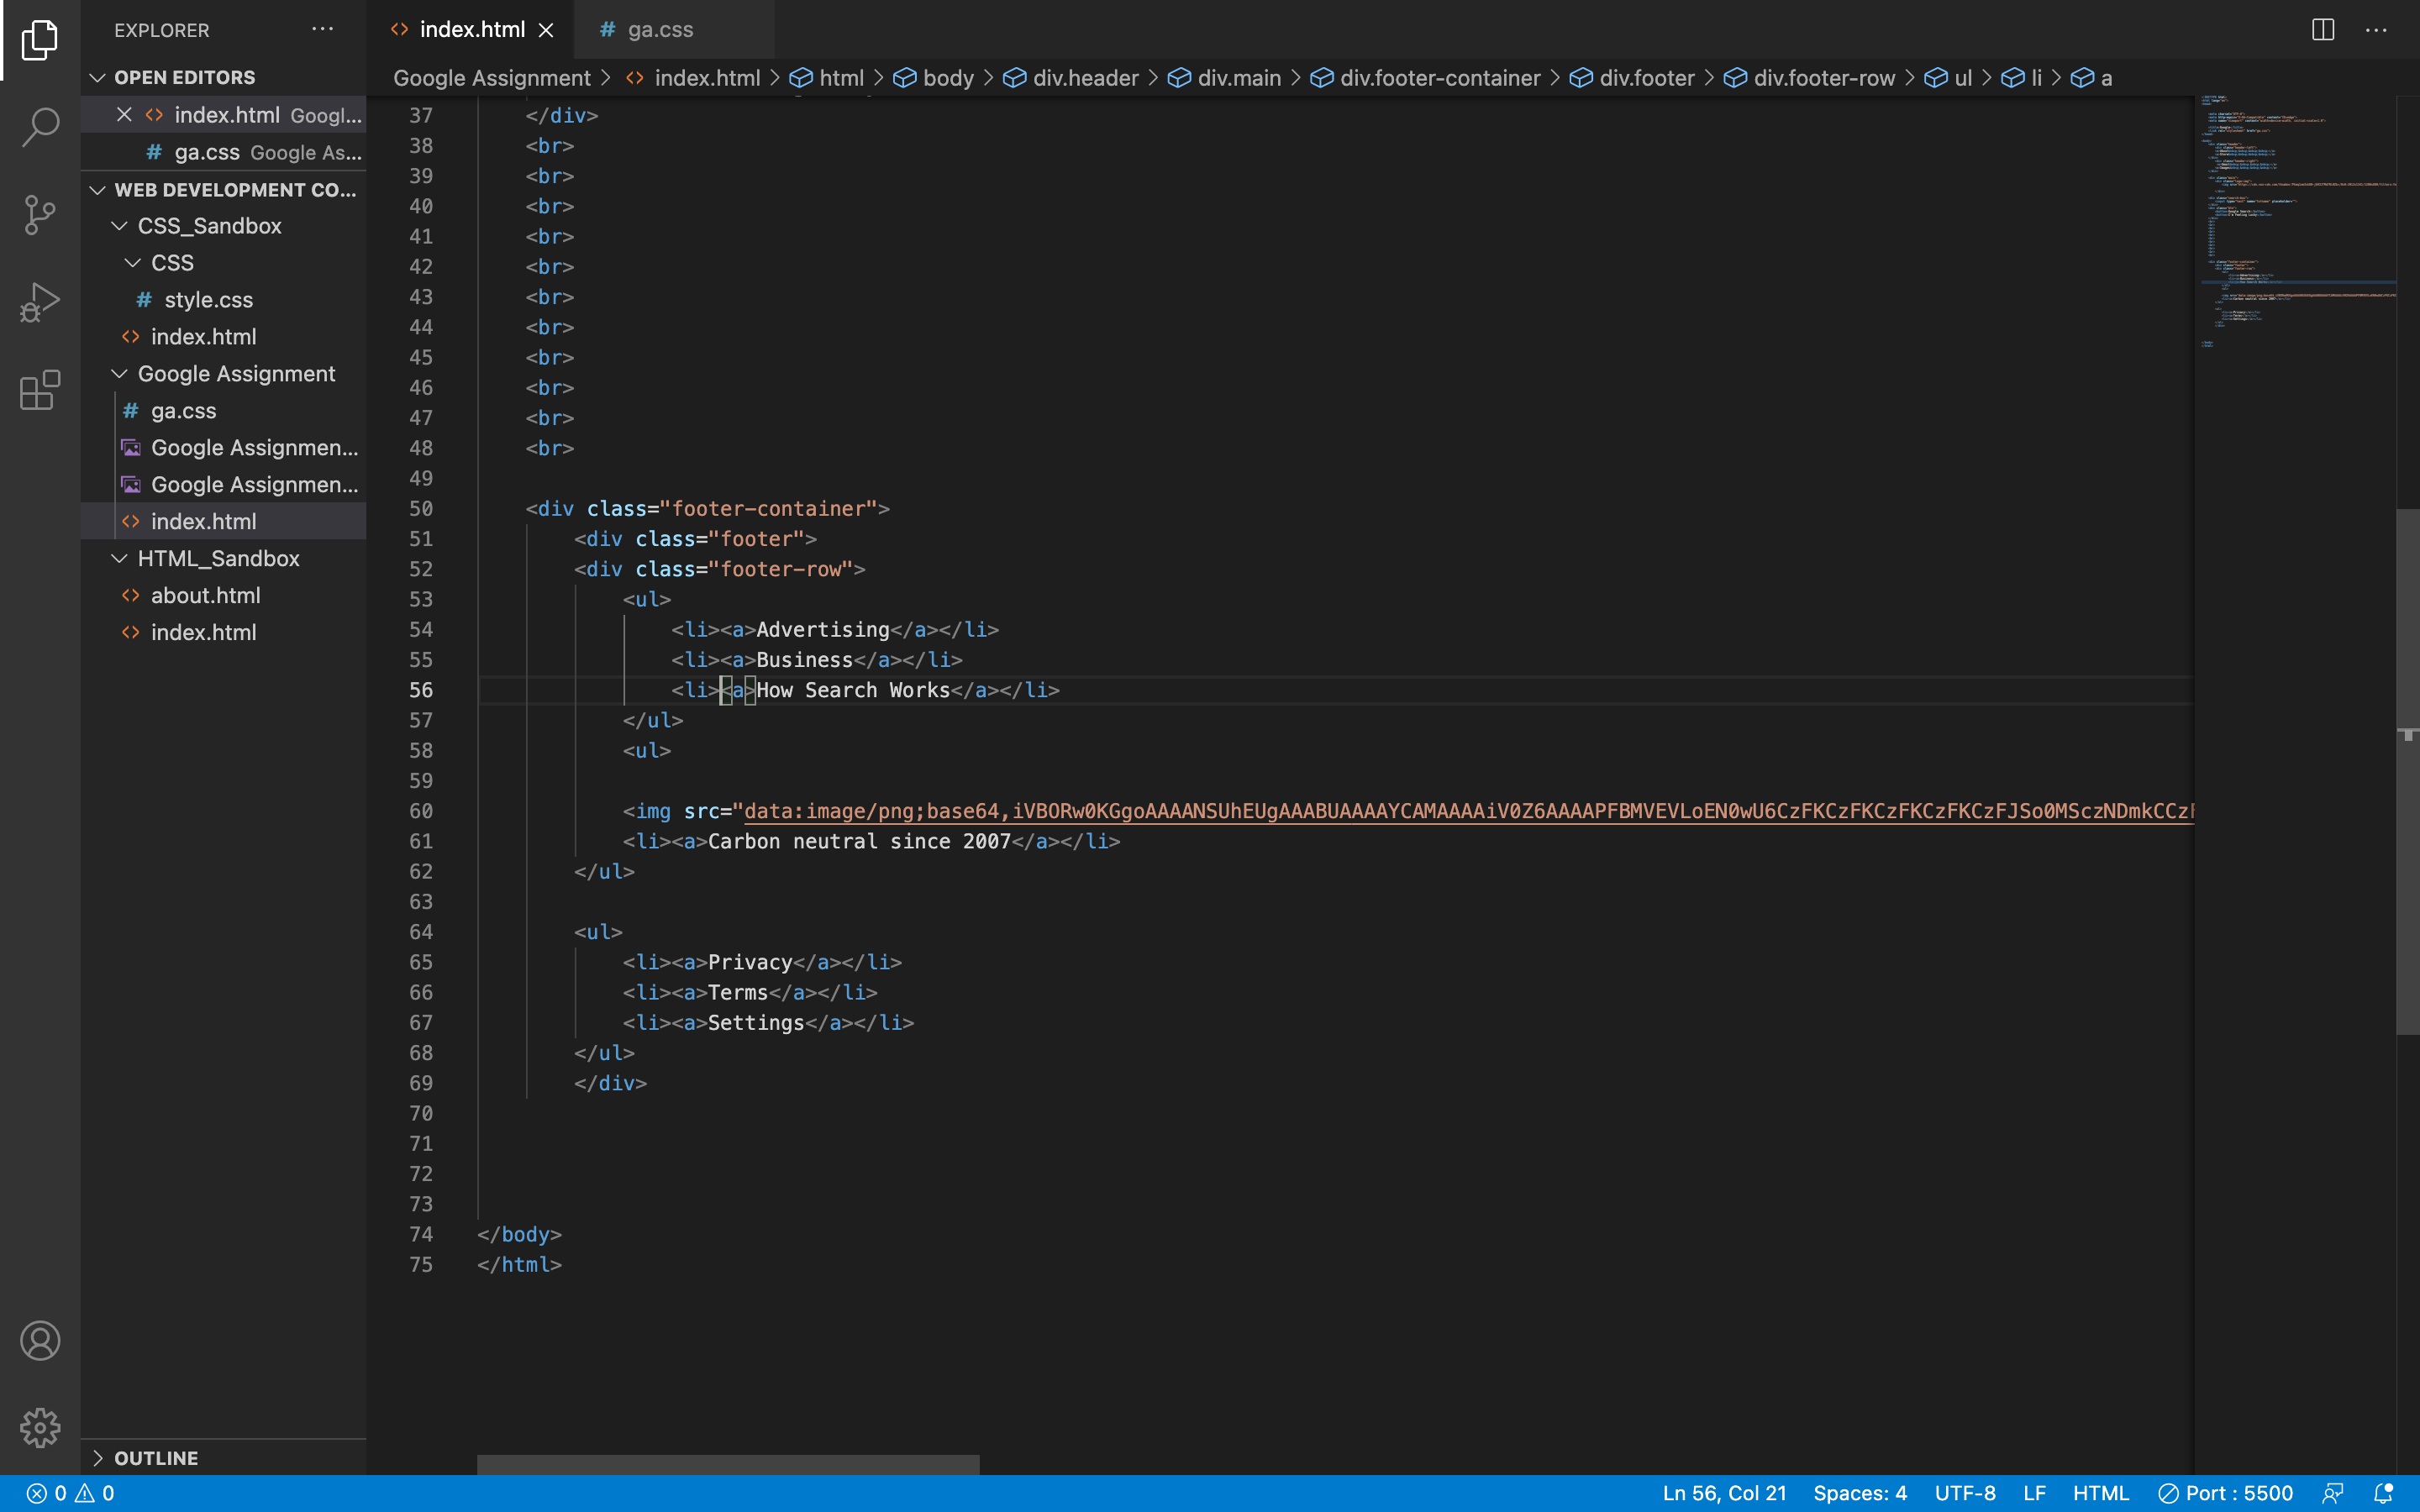 EXPLORER
OPEN EDITORS
index.html Googl...
# ga.css Google As...
WEB DEVELOPMENT CO...
CSS_Sandbox
CSS
# style.css
<> index.html
Google Assignment
# ga.css
Google Assignmen...
Google Assignmen...
<> index.html
HTML_Sandbox
<> about.html
<> index.html
OUTLINE
<> index.html
# ga.css
Google Assignment > <> index.html > html > body > div.header > div.main > div.footer-container > div.footer > div.footer-row > ul > li > a
37 </div>
38 <br>
39 <br>
40 <br>
41 <br>
42 <br>
43 <br>
44 <br>
45 <br>
46 <br>
47 <br>
48 <br>
49
50 <div class="footer-container">
51 <div class="footer">
52 <div class="footer-row">
53 <ul>
54 <li><a>Advertising</a></li>
55 <li><a>Business</a></li>
56 <li><a>How Search Works</a></li>
57 </ul>
58 <ul>
59
60 <img src="data:image/png;base64,iVBORw0KGgoAAAANSUhEUgAAABUAAAAYCAMAAAAiV0Z6AAAAPFBMVEVLoEN0wU6CzFKCzFKCzFKCzFKCzFJSo0MSczNDmkCCz
61 <li><a>Carbon neutral since 2007</a></li>
62 </ul>
63
64 <ul>
65 <li><a>Privacy</a></li>
66 <li><a>Terms</a></li>
67 <li><a>Settings</a></li>
68 </ul>
69 </div>
70
71
72
73
74 </body>
75 </html>
0 0 Ln 56, Col 21 Spaces: 4 UTF-8 LF HTML Port : 5500